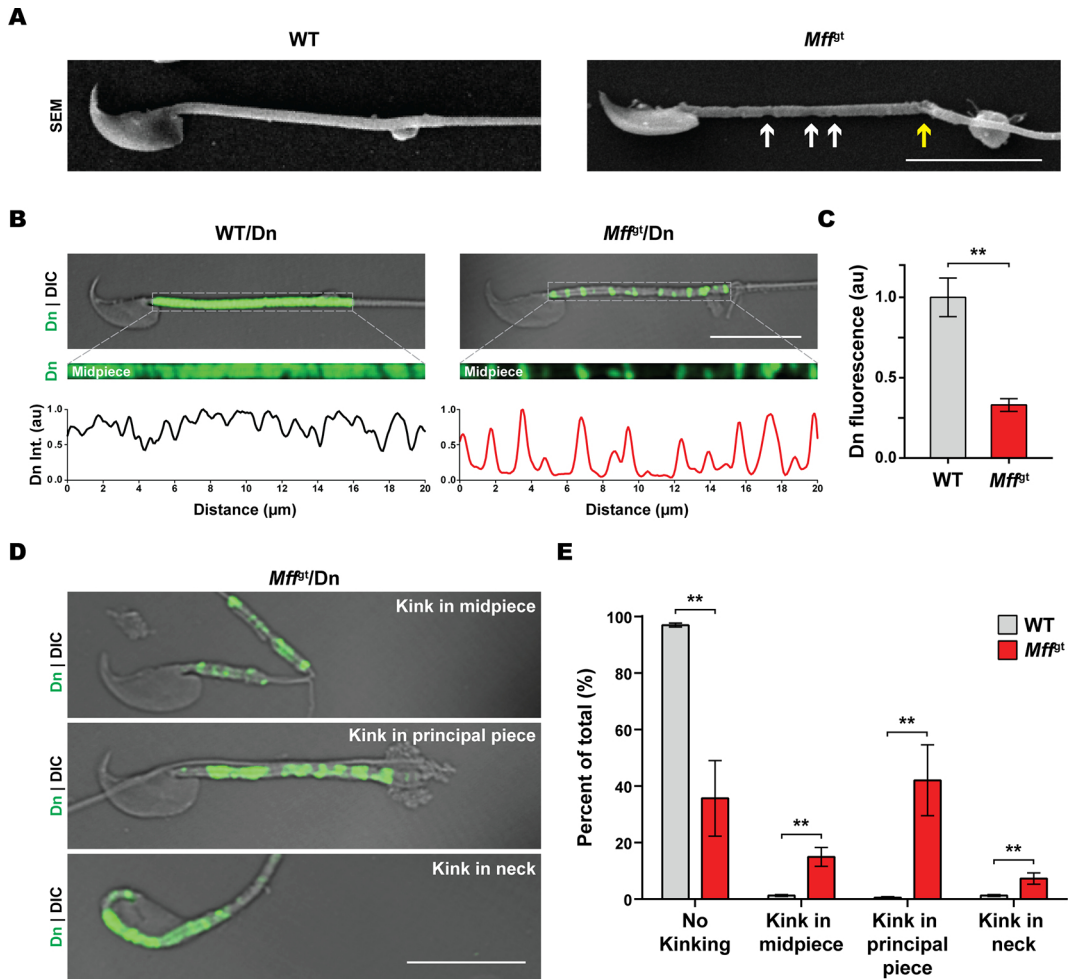 A
WT
Mffgt
SEM
B
WT/Dn
Mffgt/Dn
Dn | DIC
Dn
Midpiece
Midpiece
Dn Int. (au)
1.0
0.5
0.0
0 2 4 6 8 10 12 14 16 18 20
Distance (µm)
1.0
0.5
0.0
0 2 4 6 8 10 12 14 16 18 20
Distance (µm)
C
**
Dn fluorescence (au)
1.0
0.5
0.0
WT
Mffgt
D
Mffgt/Dn
Dn | DIC
Kink in midpiece
Dn | DIC
Kink in principal piece
Dn | DIC
Kink in neck
E
WT
Mffgt
Percent of total (%)
100
80
60
40
20
0
**
**
**
**
No
Kinking
Kink in
midpiece
Kink in
principal
piece
Kink in
neck